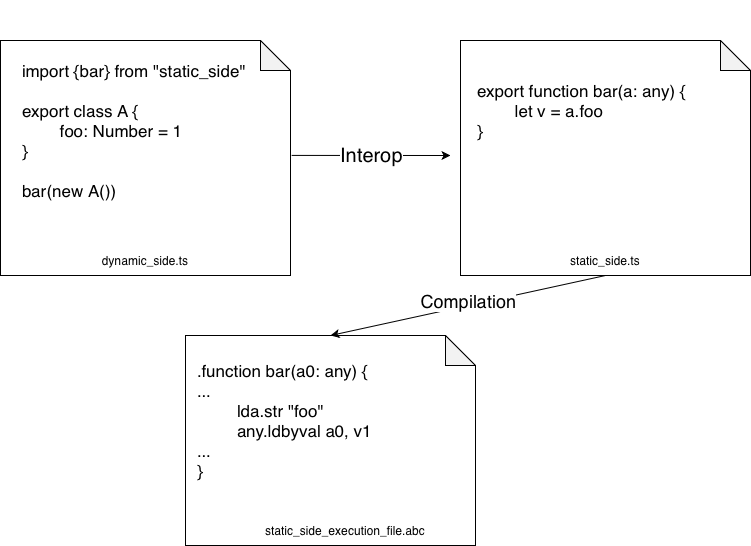 import {bar} from "static_side"
export class A {
foo: Number = 1
}
bar(new A())
dynamic_side.ts
Interop
export function bar(a: any) {
let v = a.foo
}
static_side.ts
Compilation
.function bar(a0: any) {
...
lda.str "foo"
any.ldbyval a0, v1
...
}
static_side_execution_file.abc